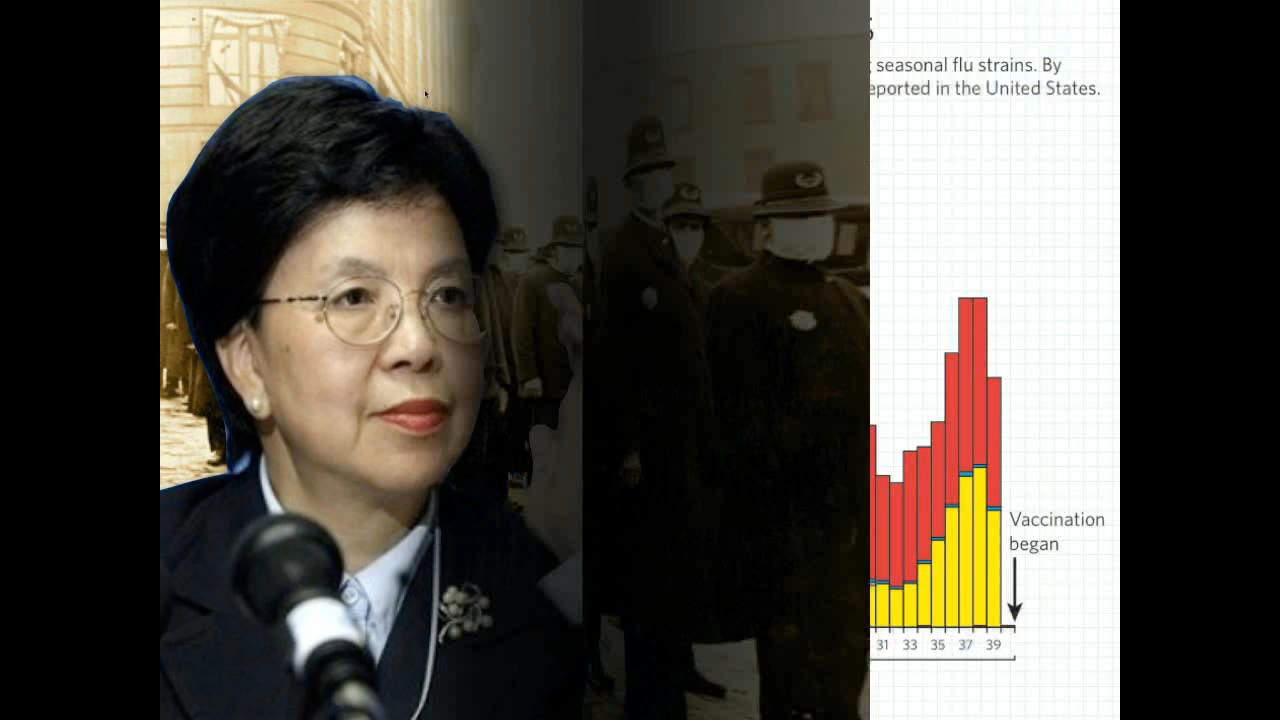 seasonal flu strains. By
eported in the United States.
Vaccination
began
31 33 35 37 39